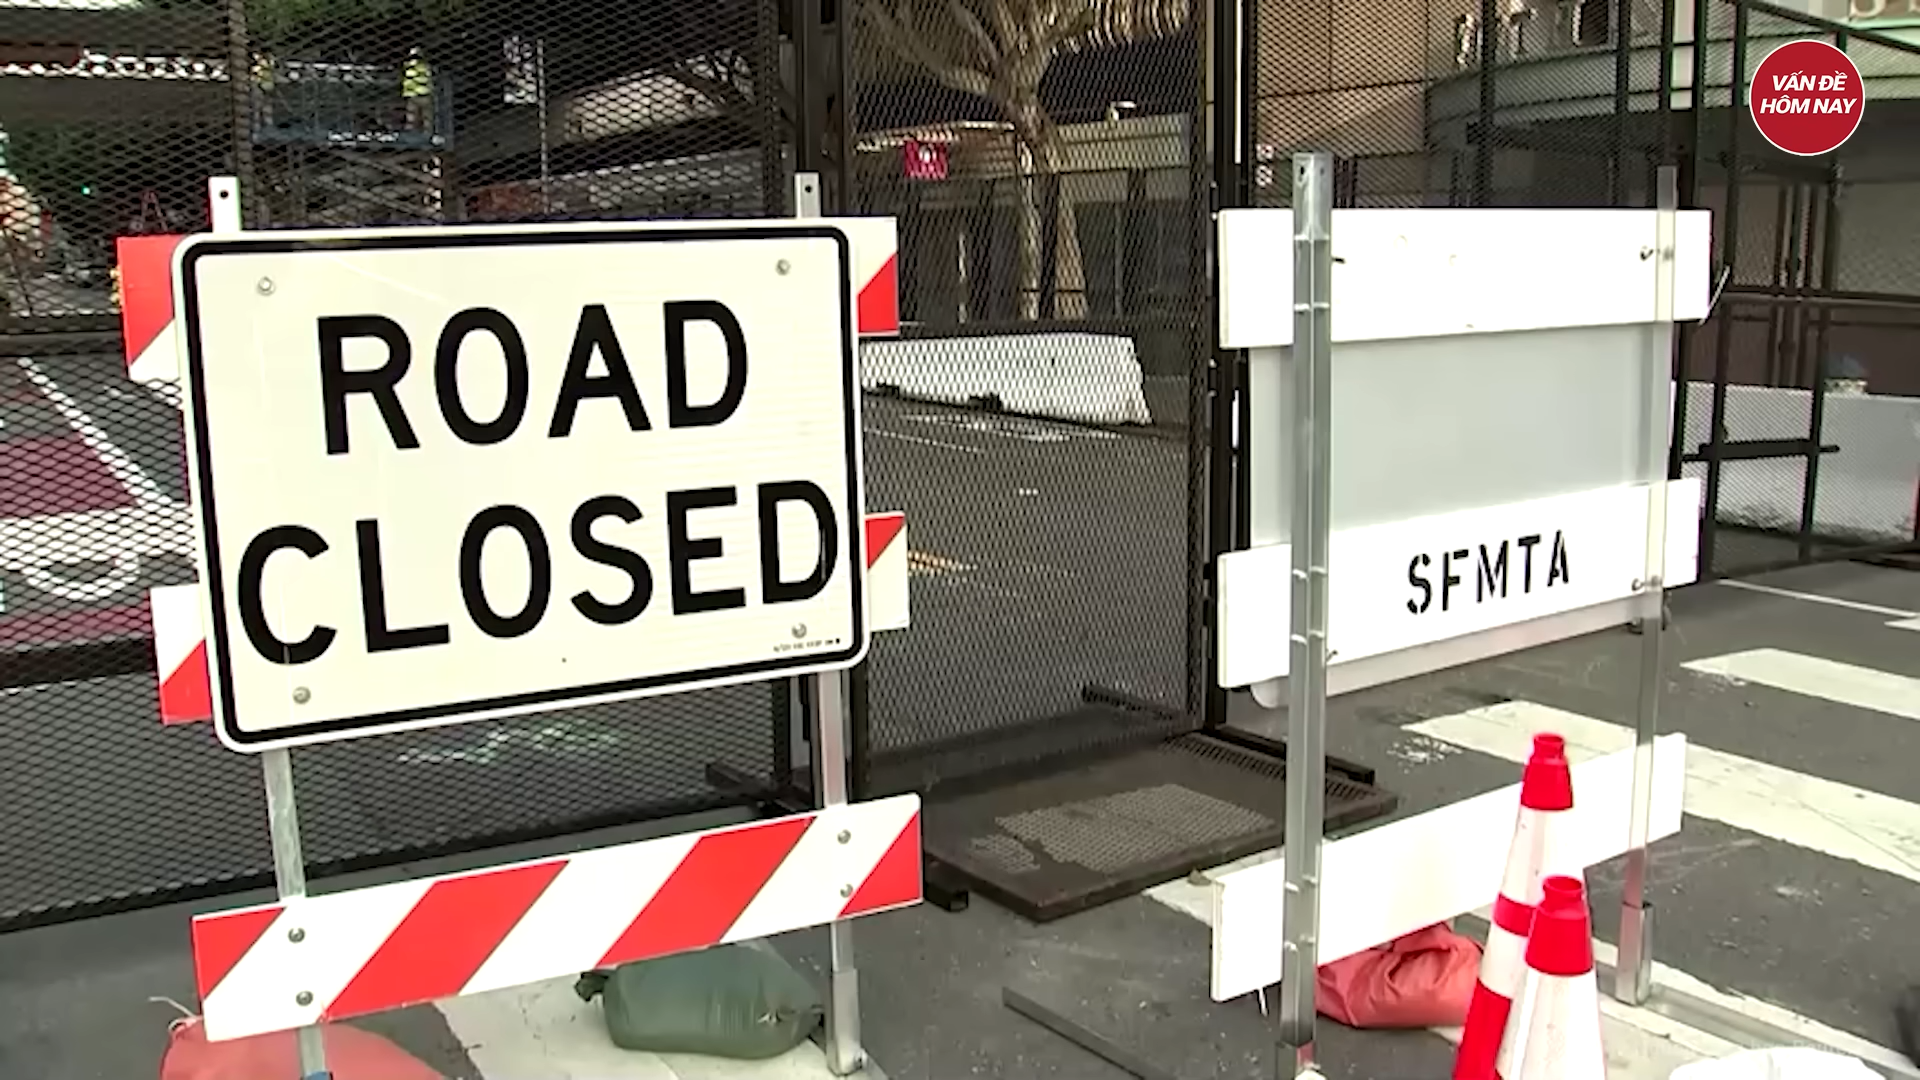 VẤN ĐỀ
HÔM NAY
ROAD
CLOSED
SFMTA